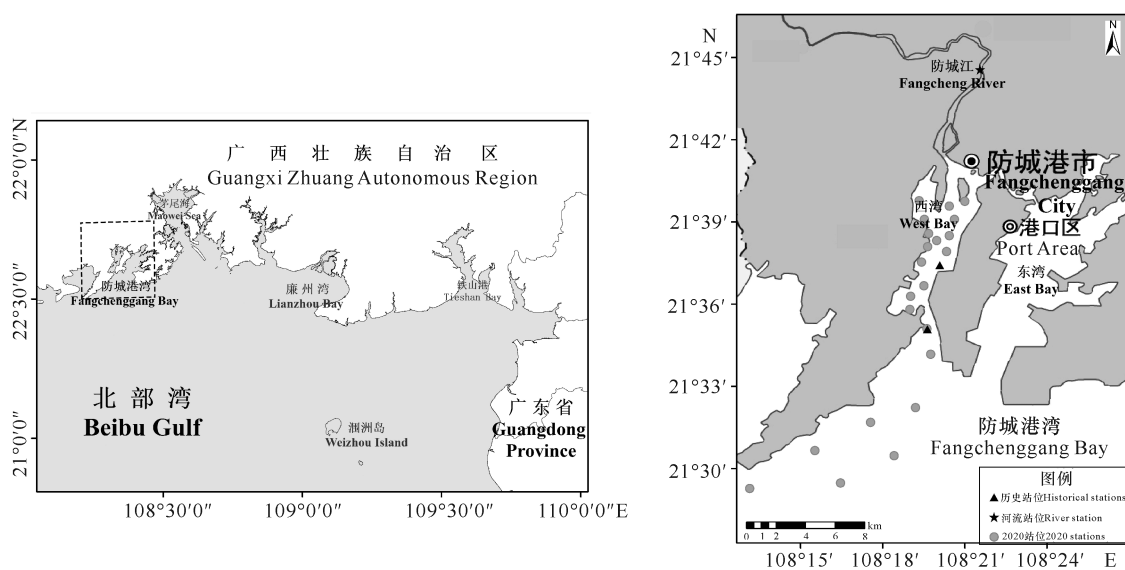 22°0′0″N
22°30′0″
21°0′0″
广西壮族自治区
Guangxi Zhuang Autonomous Region
茅尾海
Maowei Sea
防城港湾
Fangchenggang Bay
廉州湾
Lianzhou Bay
铁山港
Tieshan Bay
北部湾
Beibu Gulf
涠洲岛
Weizhou Island
广东省
Guangdong
Province
108°30′0″
109°0′0″
109°30′0″
110°0′0″E
N
21°45′
21°42′
21°39′
21°36′
21°33′
21°30′
N
防城江
Fangcheng River
防城港市
Fangchenggang
City
西湾
West Bay
港口区
Port Area
东湾
East Bay
防城港湾
Fangchenggang Bay
图例
历史站位Historical stations
河流站位River station
2020站位2020 stations
km
0 1 2 4 6 8
108°15′
108°18′
108°21′
108°24′
E